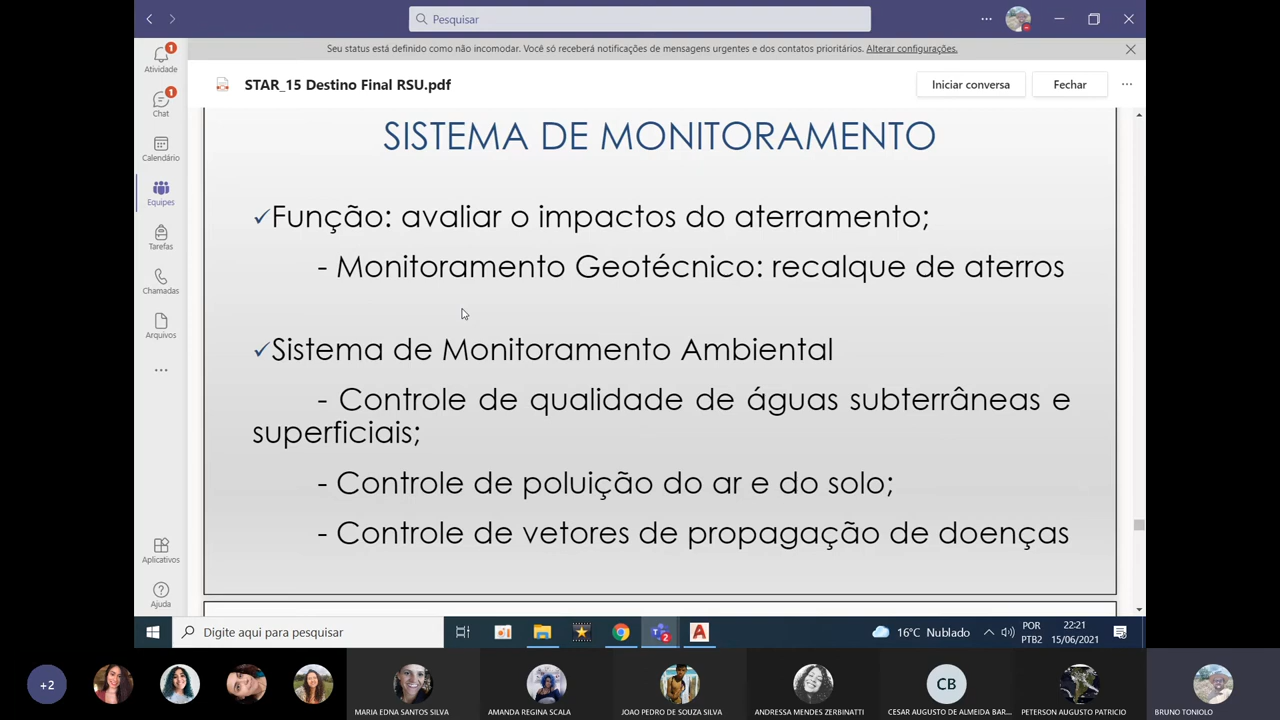 Pesquisar
Seu status está definido como não incomodar. Você só receberá notificações de mensagens urgentes e dos contatos prioritários. Alterar configurações.
Atividade
1
Chat
1
Calendário
Equipes
Tarefas
Chamadas
Arquivos
Aplicativos
Ajuda
STAR_15 Destino Final RSU.pdf
Iniciar conversa
Fechar
SISTEMA DE MONITORAMENTO
✓Função: avaliar o impactos do aterramento;
- Monitoramento Geotécnico: recalque de aterros
✓Sistema de Monitoramento Ambiental
- Controle de qualidade de águas subterrâneas e
superficiais;
- Controle de poluição do ar e do solo;
- Controle de vetores de propagação de doenças
Digite aqui para pesquisar
2
A
16°C Nublado
POR
PTB2
22:21
15/06/2021
+2
MARIA EDNA SANTOS SILVA
AMANDA REGINA SCALA
JOAO PEDRO DE SOUZA SILVA
ANDRESSA MENDES ZERBINATTI
CB
CESAR AUGUSTO DE ALMEIDA BAR...
PETERSON AUGUSTO PATRICIO
BRUNO TONIOLO